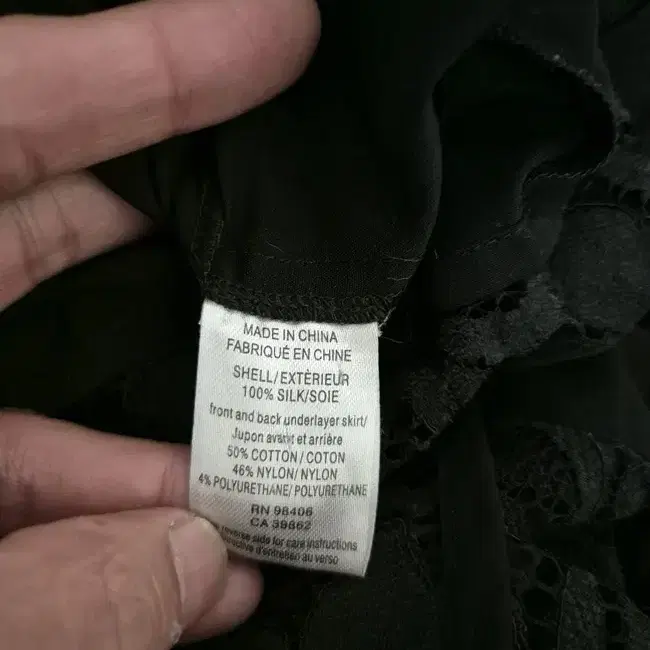 MADE IN CHINA
FABRIQUÉ EN CHINE
SHELL/EXTÈRIEUR
100% SILK/SOIE
front and back underlayer skirt/
Jupon avant et arrière
50% COTTON/ COTON
46% NYLON/ NYLON
4% POLYURETHANE/ POLYURETHANE
RN 98406
CA 39862
reverse side for care instructions
d'entretien au verso